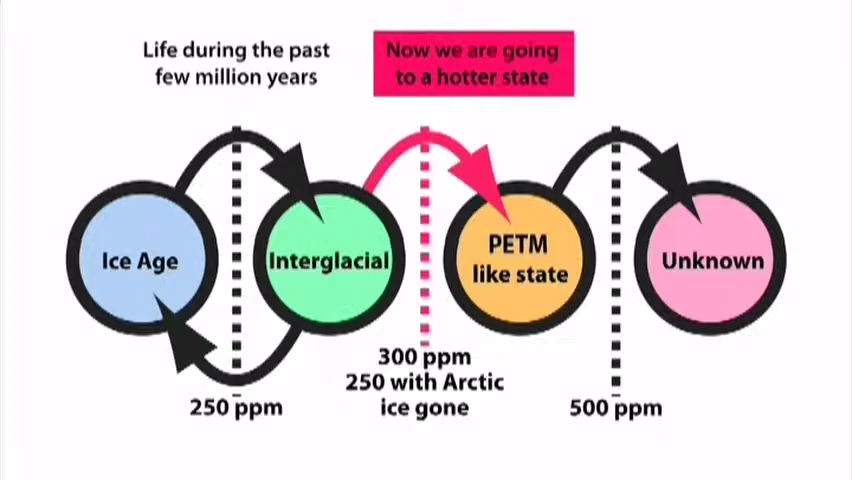 Life during the past
few million years
Now we are going
to a hotter state
Ice Age
Interglacial
PETM
like state
Unknown
300 ppm
250 with Arctic
ice gone
250 ppm
500 ppm